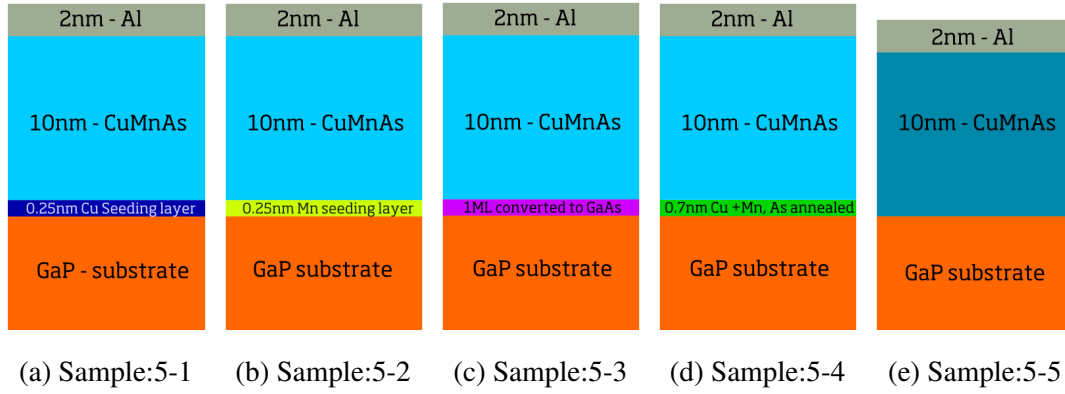 2nm - Al
10nm - CuMnAs
0.25nm Cu Seeding layer
GaP - substrate
(a) Sample:5-1
2nm - Al
10nm - CuMnAs
0.25nm Mn seeding layer
GaP substrate
(b) Sample:5-2
2nm - Al
10nm - CuMnAs
1ML converted to GaAs
GaP substrate
(c) Sample:5-3
2nm - Al
10nm - CuMnAs
0.7nm Cu +Mn, As annealed
GaP substrate
(d) Sample:5-4
2nm - Al
10nm - CuMnAs
GaP substrate
(e) Sample:5-5